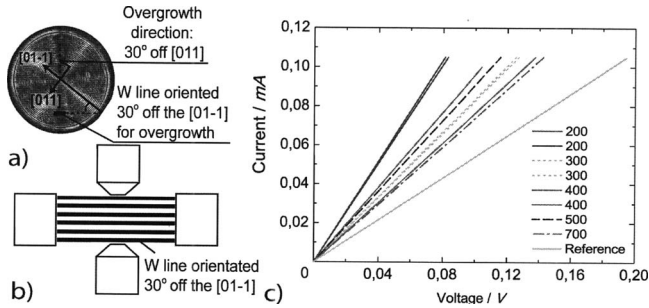 Overgrowth
direction:
30° off [011]
[01-1]
[011]
W line oriented
30° off the [01-1]
for overgrowth
a)
W line orientated
30° off the [01-1]
b)
Current / mA
0,12
0,10
0,08
0,06
0,04
0,02
0,00
200
200
300
300
400
400
500
700
Reference
0
0,04
0,08
0,12
0,16
0,20
Voltage / V
c)